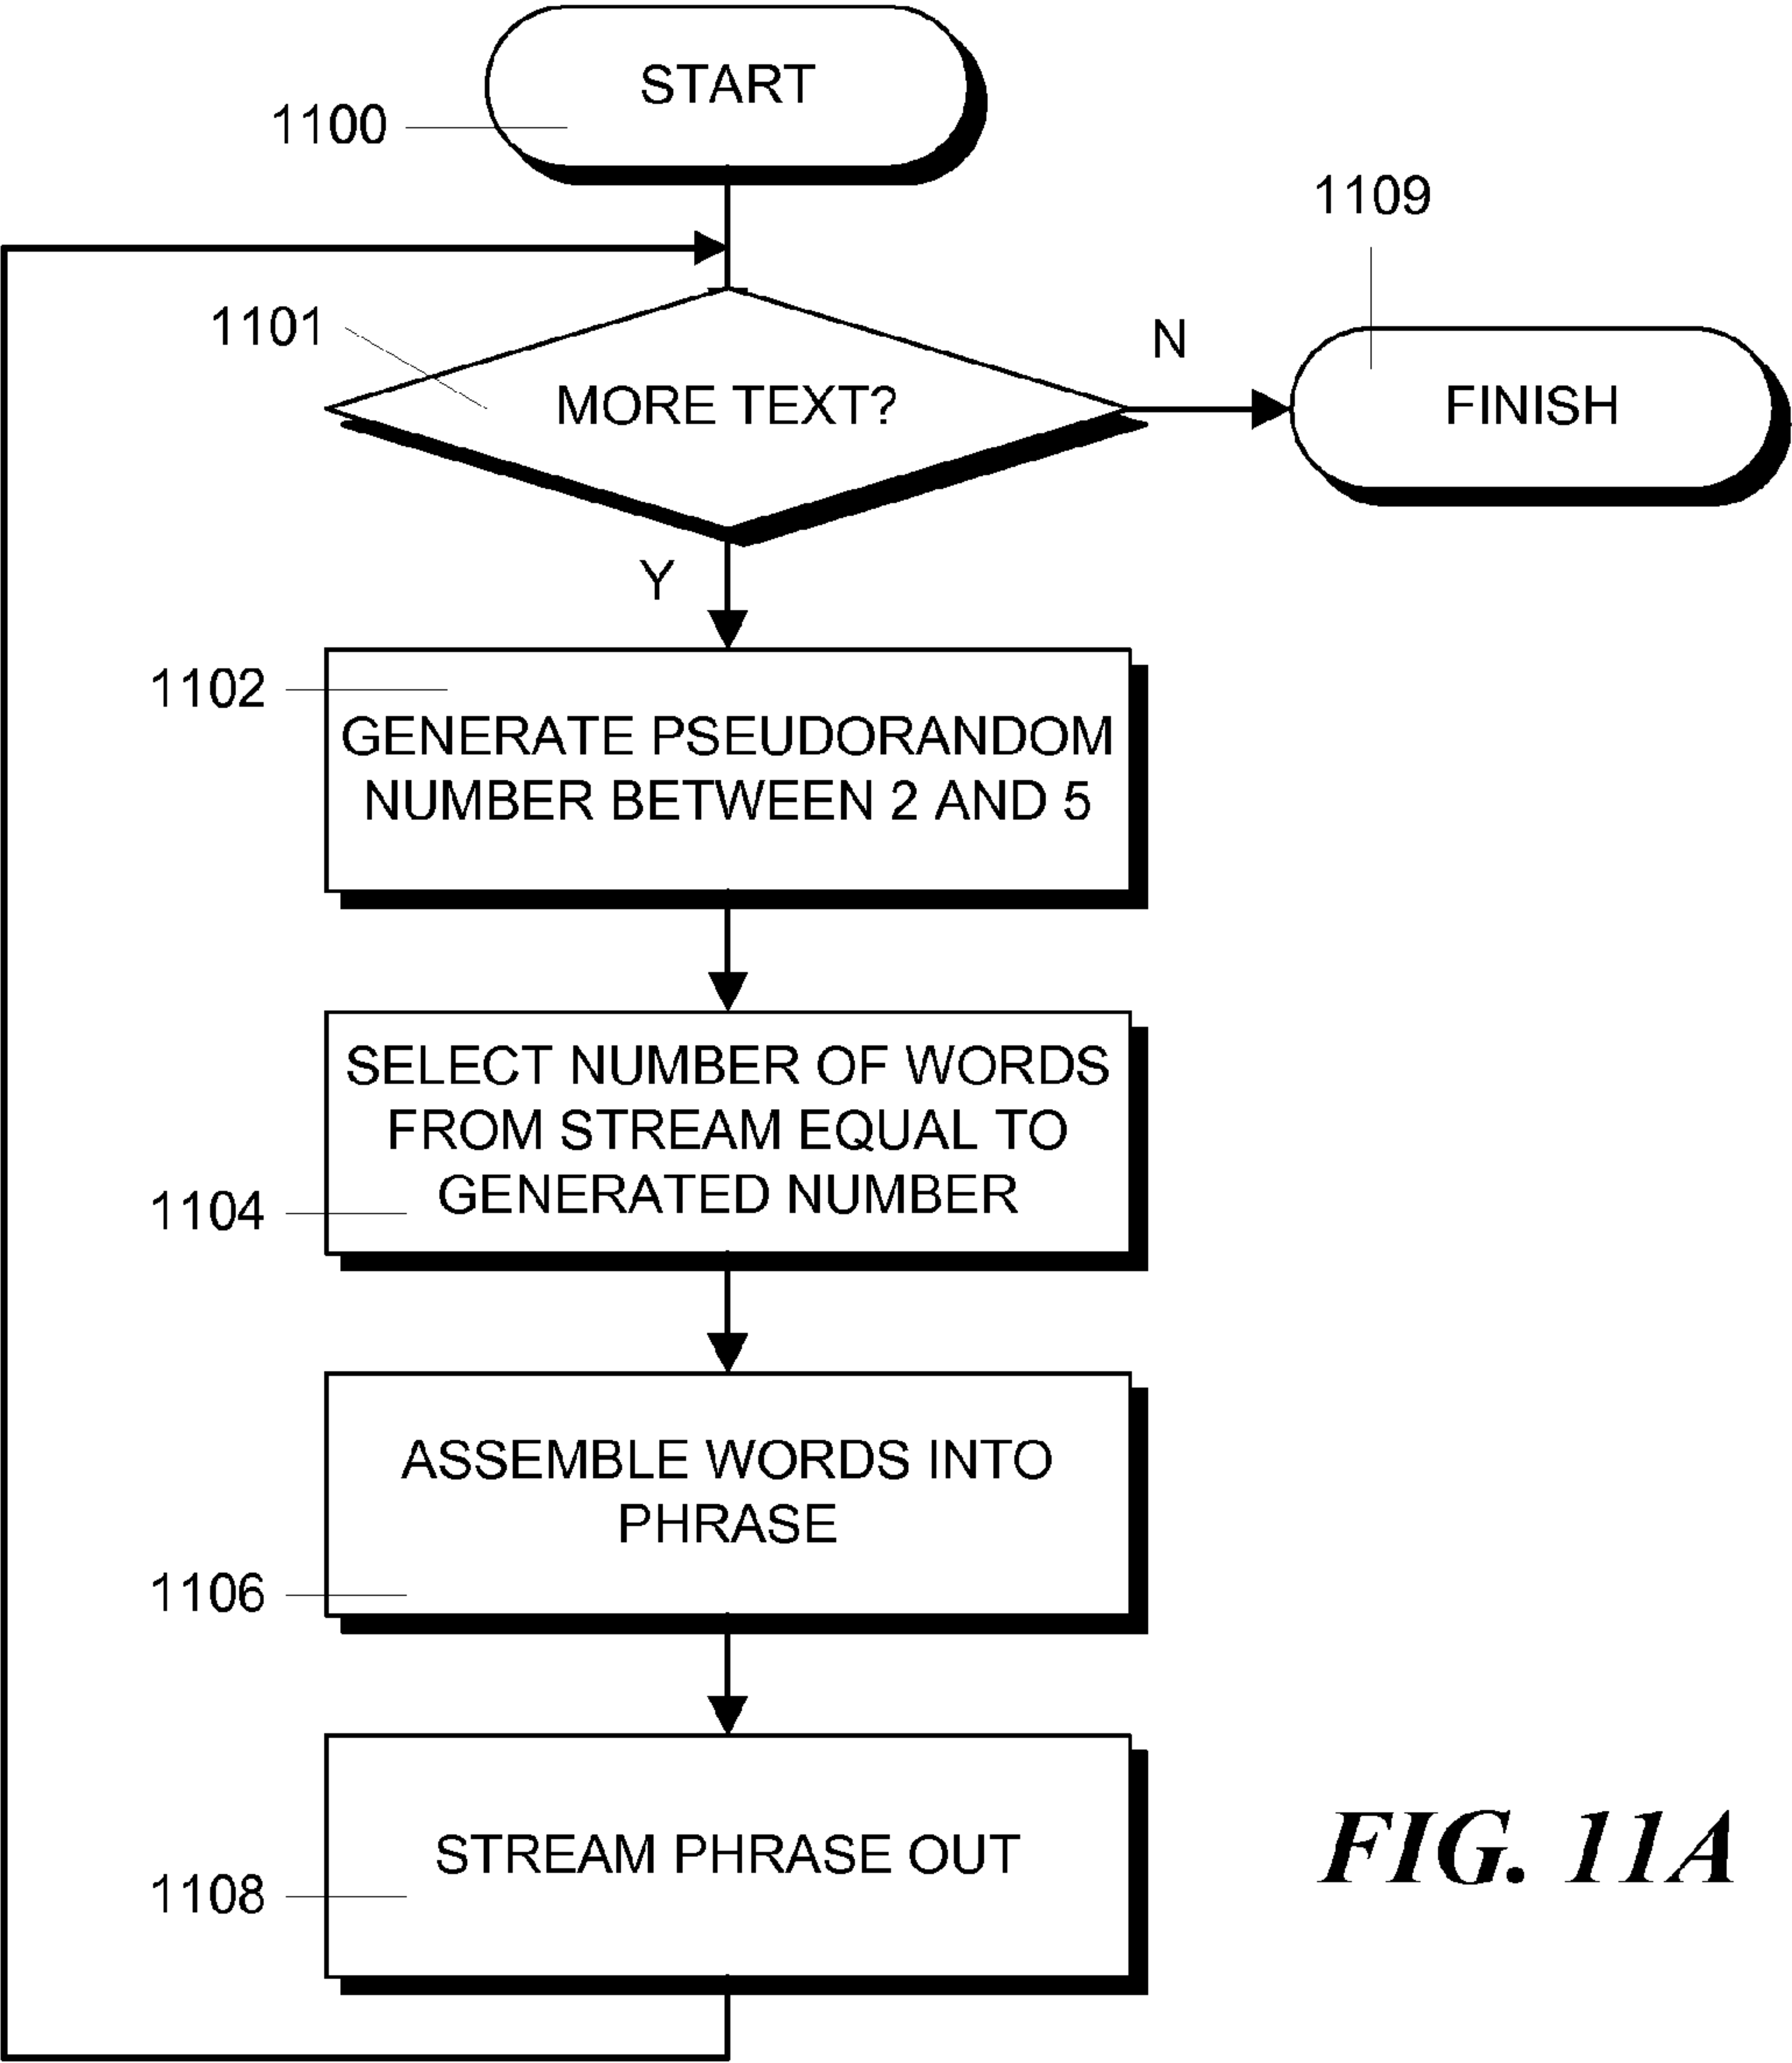 START
1100
1109
1101
MORE TEXT?
N
FINISH
Y
1102
GENERATE PSEUDORANDOM
NUMBER BETWEEN 2 AND 5
SELECT NUMBER OF WORDS
FROM STREAM EQUAL TO
GENERATED NUMBER
1104
ASSEMBLE WORDS INTO
PHRASE
1106
STREAM PHRASE OUT
1108
FIG. 11A